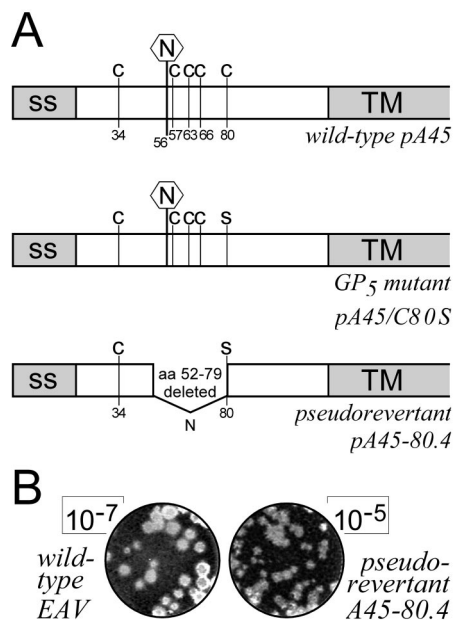 A
N
C C C C C
ss TM
34 56 57 63 66 80
wild-type pA45
N
C C C C S
ss TM
GP5 mutant
pA45/C80S
C S
ss aa 52-79 TM
deleted
34 N 80
pseudorevertant
pA45-80.4
B
10-7 10-5
wild-
type
EAV
pseudo-
revertant
A45-80.4